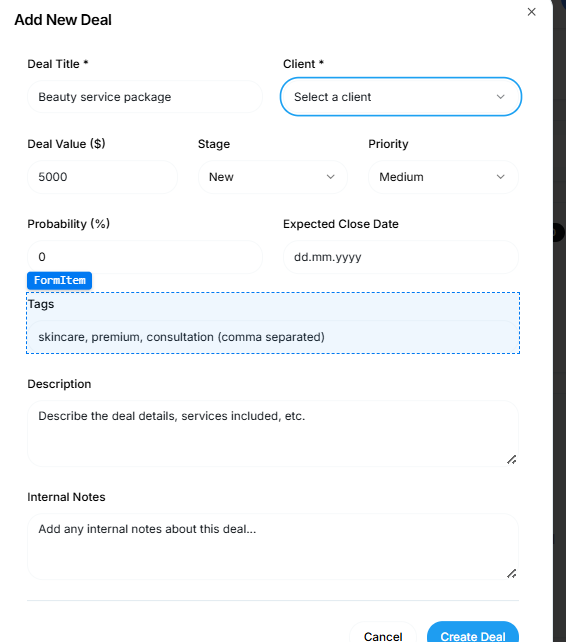 Add New Deal
Deal Title *
Client *
Beauty service package
Select a client
Deal Value ($)
Stage
Priority
5000
New
Medium
Probability (%)
Expected Close Date
0
dd.mm.yyyy
FormItem
Tags
skincare, premium, consultation (comma separated)
Description
Describe the deal details, services included, etc.
Internal Notes
Add any internal notes about this deal...
Cancel
Create Deal